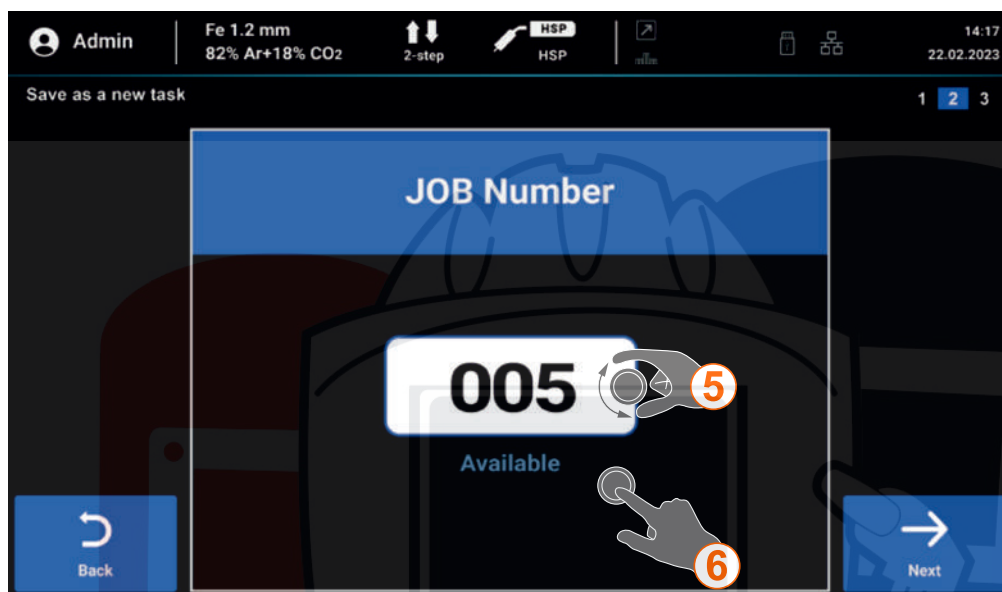 Admin
Fe 1.2 mm
82% Ar+18% CO2
2-step
HSP
HSP
14:17
22.02.2023
Save as a new task
1 2 3
JOB Number
005
5
Available
6
Back
Next